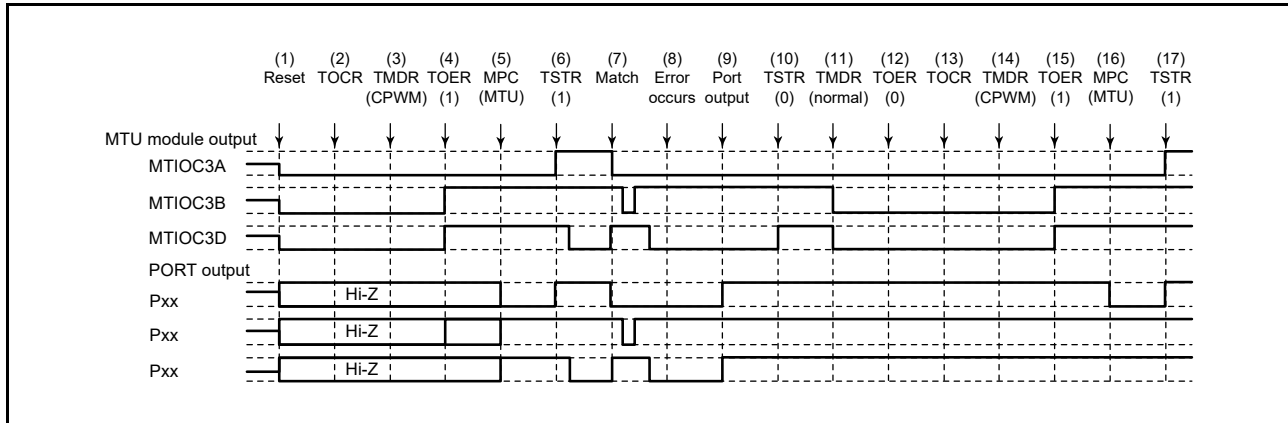 (1) (2) (3) (4) (5) (6) (7) (8) (9) (10) (11) (12) (13) (14) (15) (16) (17)
Reset TOCR TMDR TOER MPC TSTR Match Error Port TSTR TMDR TOER TOCR TMDR TOER MPC TSTR
(CPWM) (1) (MTU) (1) occurs output (0) (normal) (0) (CPWM) (1) (MTU) (1)
MTU module output
MTIOC3A
MTIOC3B
MTIOC3D
PORT output
Pxx Hi-Z
Pxx Hi-Z
Pxx Hi-Z